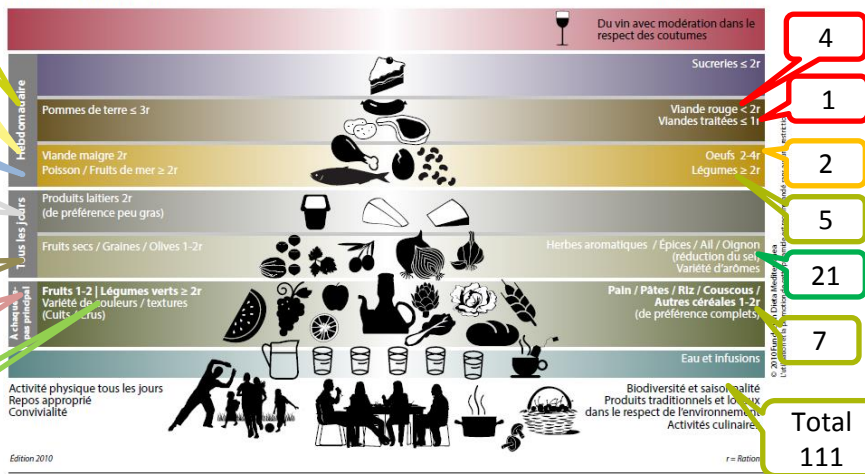 Du vin avec modération dans le
respect des coutumes
4
Sucreries ≤ 2r
Hebdomadaire
Pommes de terre ≤ 3r
Viande rouge < 2r
Viandes traitées ≤ 1r
1
Viande maigre 2r
Poisson / Fruits de mer ≥ 2r
Oeufs 2-4r
Légumes ≥ 2r
2
5
Tous les jours
Produits laitiers 2r
(de préférence peu gras)
Fruits secs / Graines / Olives 1-2r
Herbes aromatiques / Épices / Ail / Oignon
(réduction du sel)
Variété d'arômes
21
Fruits 1-2 | Légumes verts ≥ 2r
Variété de couleurs / textures
(Cuits / crus)
Pain / Pâtes / Riz / Couscous /
Autres céréales 1-2r
(de préférence complets)
7
Eau et infusions
© 2010
Activité physique tous les jours
Repos approprié
Convivialité
Biodiversité et saisonnalité
Produits traditionnels et locaux
dans le respect de l'environnement
Activités culinaires
Total
111
Edition 2010
r = Ration